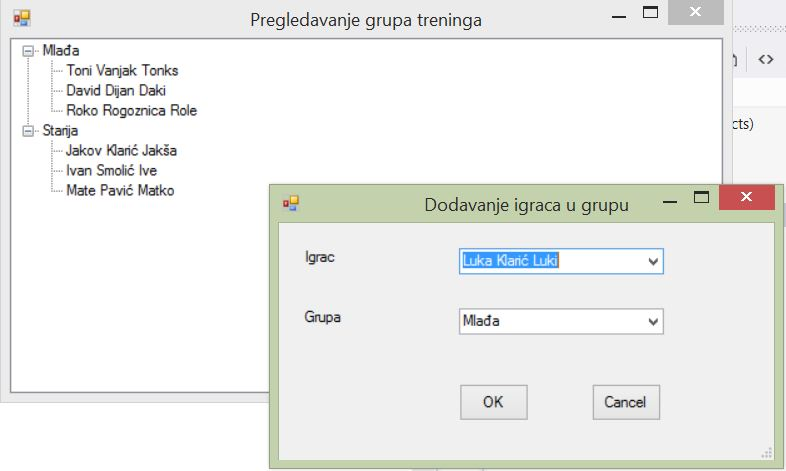 Pregledavanje grupa treninga
Mlađa
Toni Vanjak Tonks
David Dijan Daki
Roko Rogoznica Role
Starija
Jakov Klarić Jakša
Ivan Smolić Ive
Mate Pavić Matko
cts)
Dodavanje igraca u grupu
Igrac
Luka Klarić Luki
Grupa
Mlađa
OK
Cancel